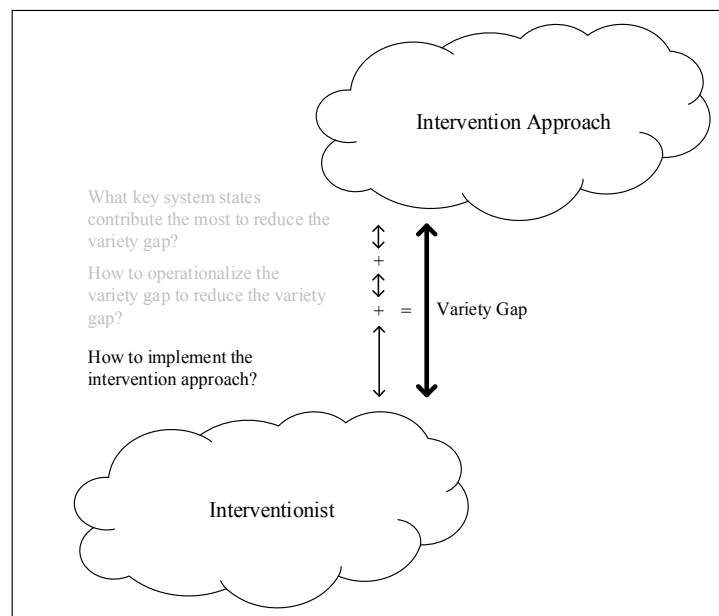 Intervention Approach
What key system states
contribute the most to reduce the
variety gap?
How to operationalize the
variety gap to reduce the variety
gap?
How to implement the
intervention approach?
+
+ = Variety Gap
Interventionist